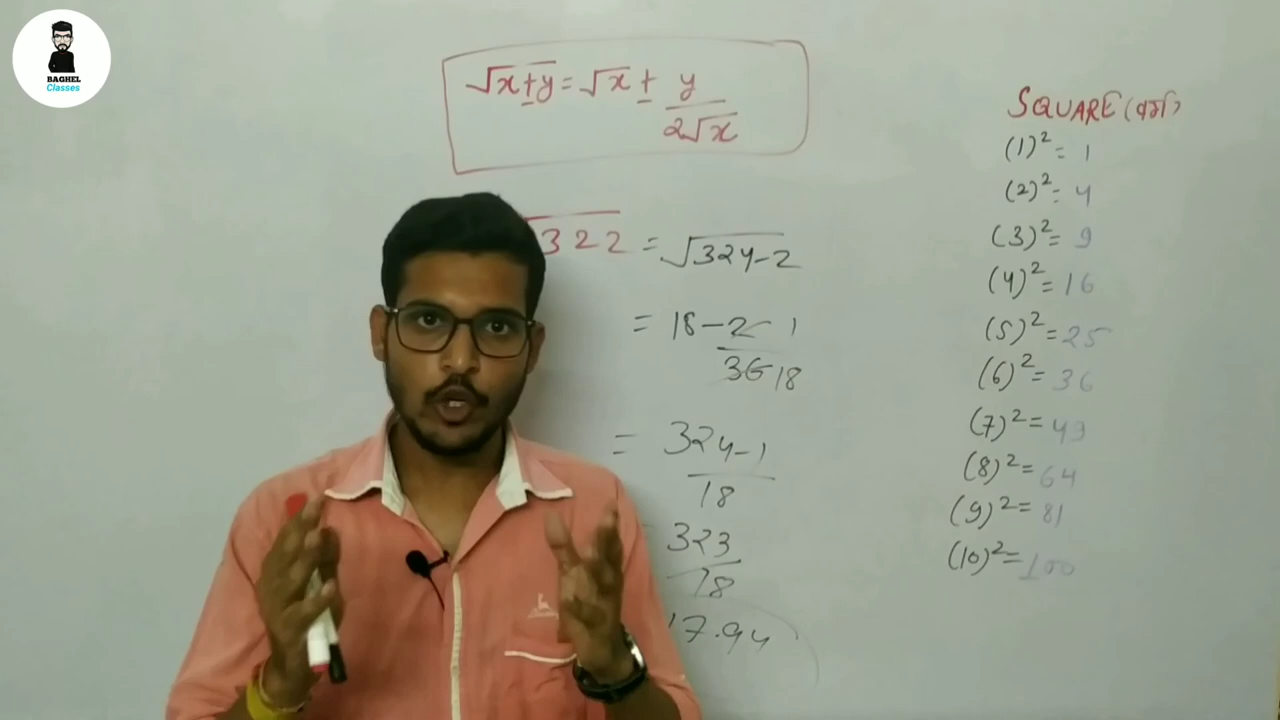 BAGHEL
Classes
√x±y = √x ± y/2√x
√322 = √324-2
= 18 - 2 1
36 18
= 324-1
18
323
18
17.94
SQUARE (वर्ग)
(1)² = 1
(2)² = 4
(3)² = 9
(4)² = 16
(5)² = 25
(6)² = 36
(7)² = 49
(8)² = 64
(9)² = 81
(10)² = 100